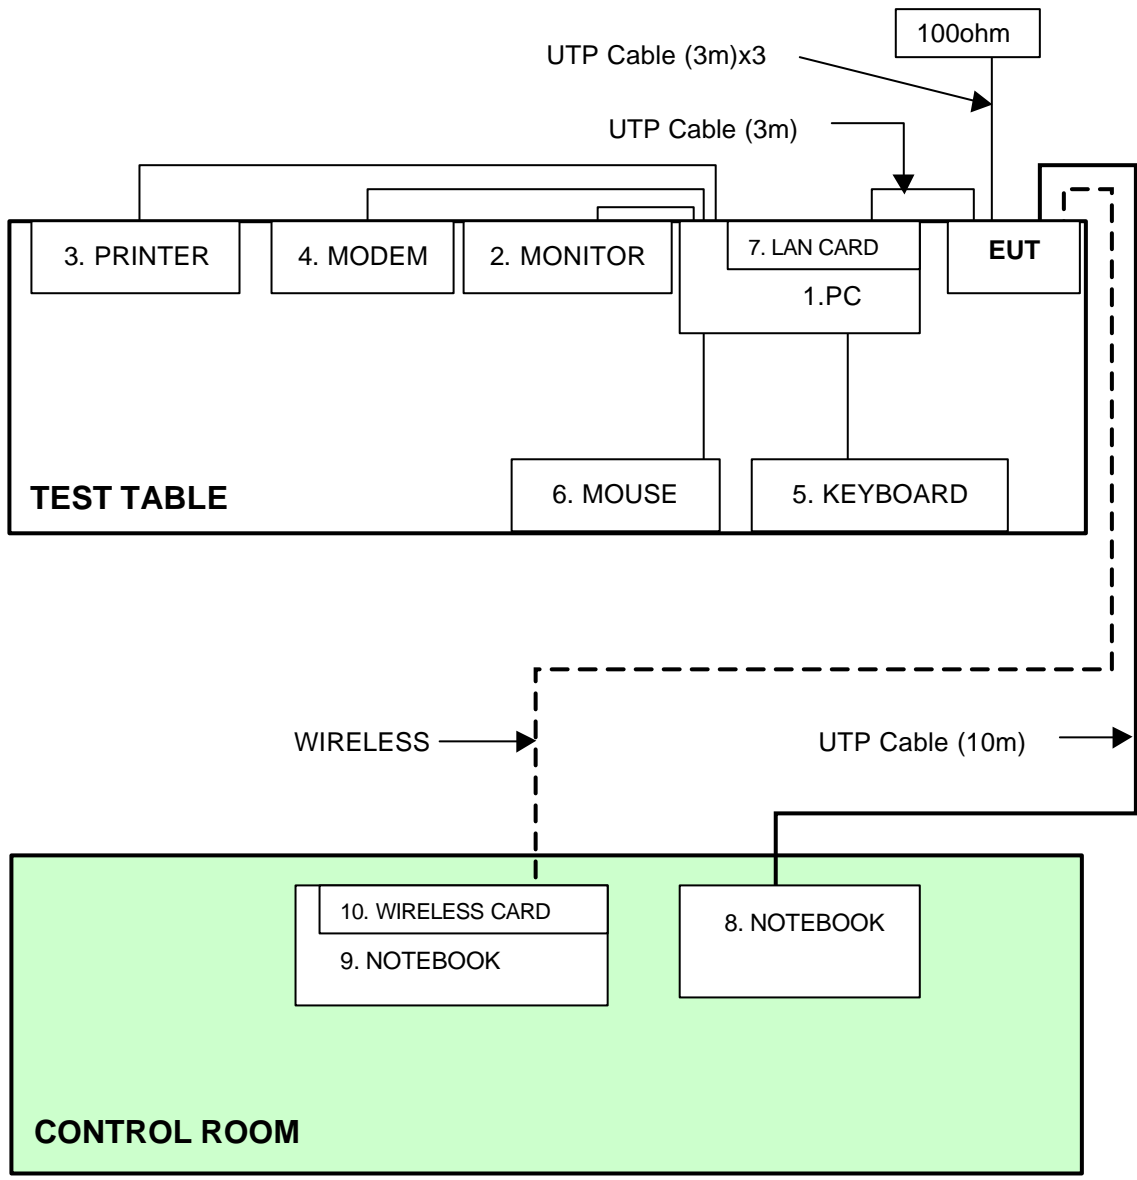 100ohm
UTP Cable (3m)x3
UTP Cable (3m)
3. PRINTER
4. MODEM
2. MONITOR
7. LAN CARD
EUT
1.PC
TEST TABLE
6. MOUSE
5. KEYBOARD
WIRELESS
UTP Cable (10m)
10. WIRELESS CARD
9. NOTEBOOK
8. NOTEBOOK
CONTROL ROOM